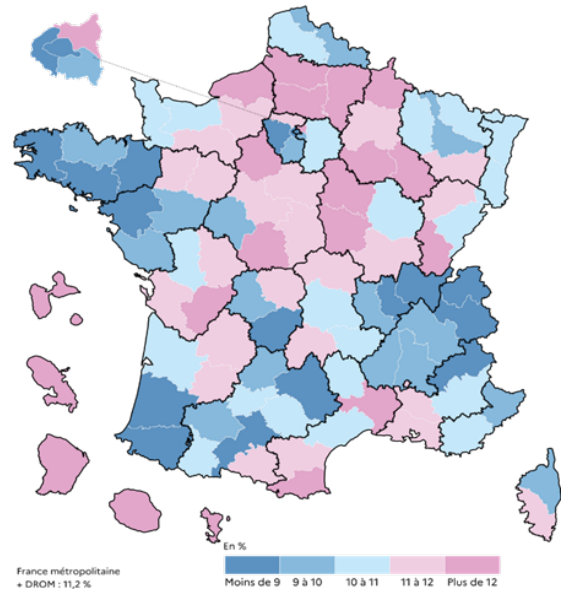 En %
France métropolitaine
+ DROM : 11,2 %
Moins de 9 9 à 10 10 à 11 11 à 12 Plus de 12